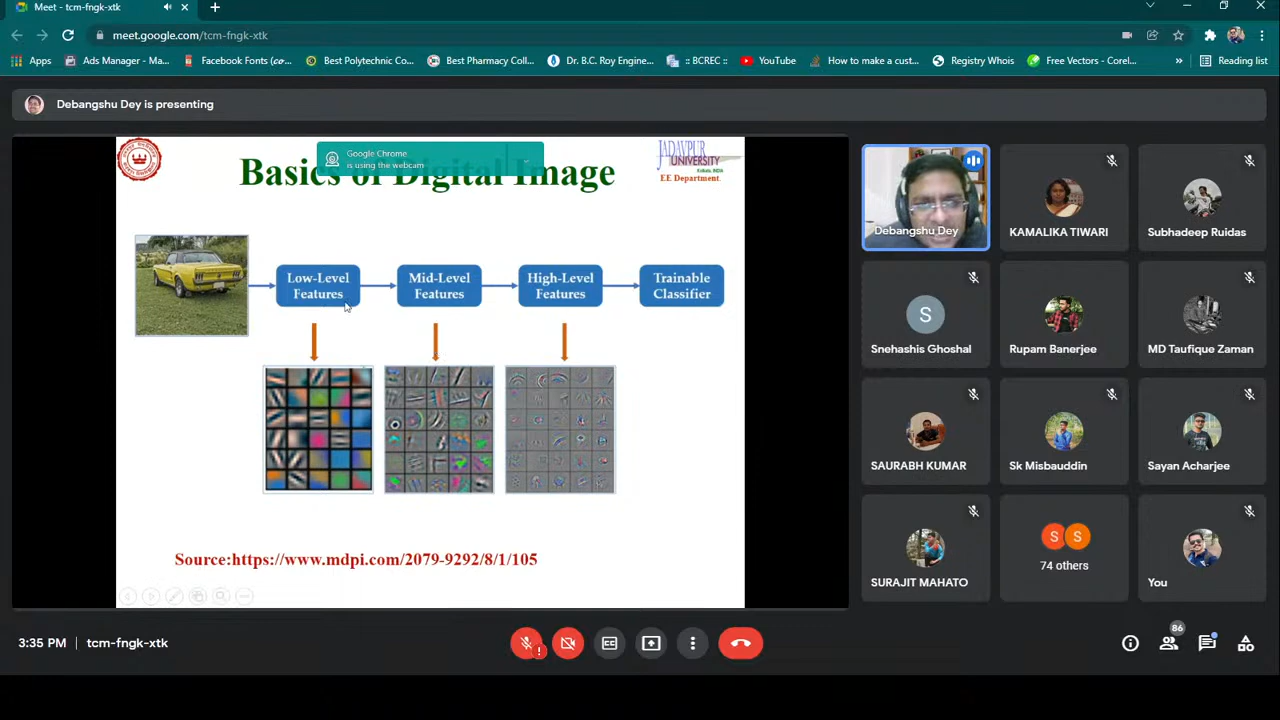 Meet - tcm-fngk-xtk
meet.google.com/tcm-fngk-xtk
Apps
Ads Manager - Ma...
Facebook Fonts (
Best Polytechnic Co...
Best Pharmacy Coll...
Dr. B.C. Roy Engine...
:: BCREC ::
YouTube
How to make a cust...
Registry Whois
Free Vectors - Corel...
»
Reading list
Debangshu Dey is presenting
Google Chrome
is using the webcam
Basics of Digital Image
JADAVPUR
UNIVERSITY
Kolkata, INDIA
EE Department.
Low-Level
Features
Mid-Level
Features
High-Level
Features
Trainable
Classifier
Source:https://www.mdpi.com/2079-9292/8/1/105
Debangshu Dey
KAMALIKA TIWARI
Subhadeep Ruidas
S
Snehashis Ghoshal
Rupam Banerjee
MD Taufique Zaman
SAURABH KUMAR
Sk Misbauddin
Sayan Acharjee
SURAJIT MAHATO
S S
74 others
You
3:35 PM
tcm-fngk-xtk
86